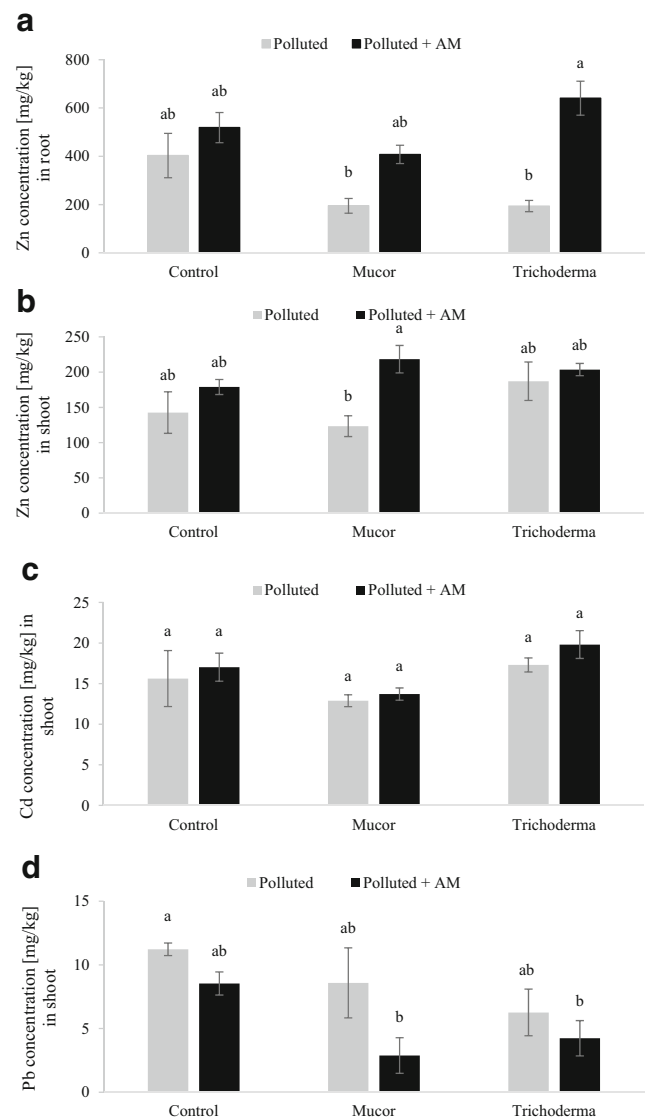 a
Polluted Polluted + AM
Zn concentration [mg/kg]
in root
800
600
400
200
0
ab ab b ab b a
Control Mucor Trichoderma
b
Polluted Polluted + AM
Zn concentration [mg/kg]
in shoot
250
200
150
100
50
0
ab ab b a ab ab
Control Mucor Trichoderma
c
Polluted Polluted + AM
Cd concentration [mg/kg] in
shoot
25
20
15
10
5
0
a a a a a a
Control Mucor Trichoderma
d
Polluted Polluted + AM
Pb concentration [mg/kg]
in shoot
15
10
5
0
a ab ab b ab b
Control Mucor Trichoderma